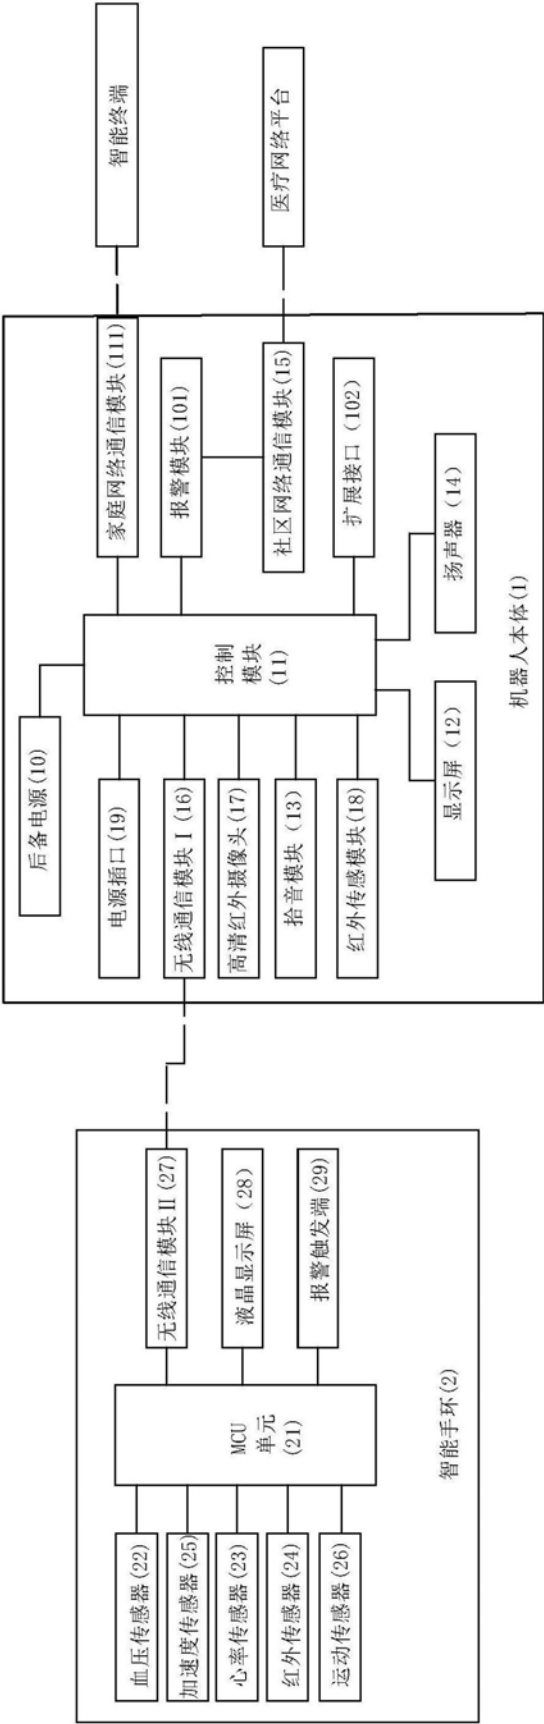 血压传感器(22)
加速度传感器(25)
心率传感器(23)
红外传感器(24)
运动传感器(26)
MCU
单元
(21)
无线通信模块Ⅱ(27)
液晶显示屏(28)
报警触发端(29)
智能手环(2)
后备电源(10)
电源插口(19)
无线通信模块Ⅰ(16)
高清红外摄像头(17)
拾音模块(13)
红外传感模块(18)
控制
模块
(11)
显示屏(12)
扬声器(14)
家庭网络通信模块(111)
报警模块(101)
社区网络通信模块(15)
扩展接口(102)
机器人本体(1)
智能终端
医疗网络平台